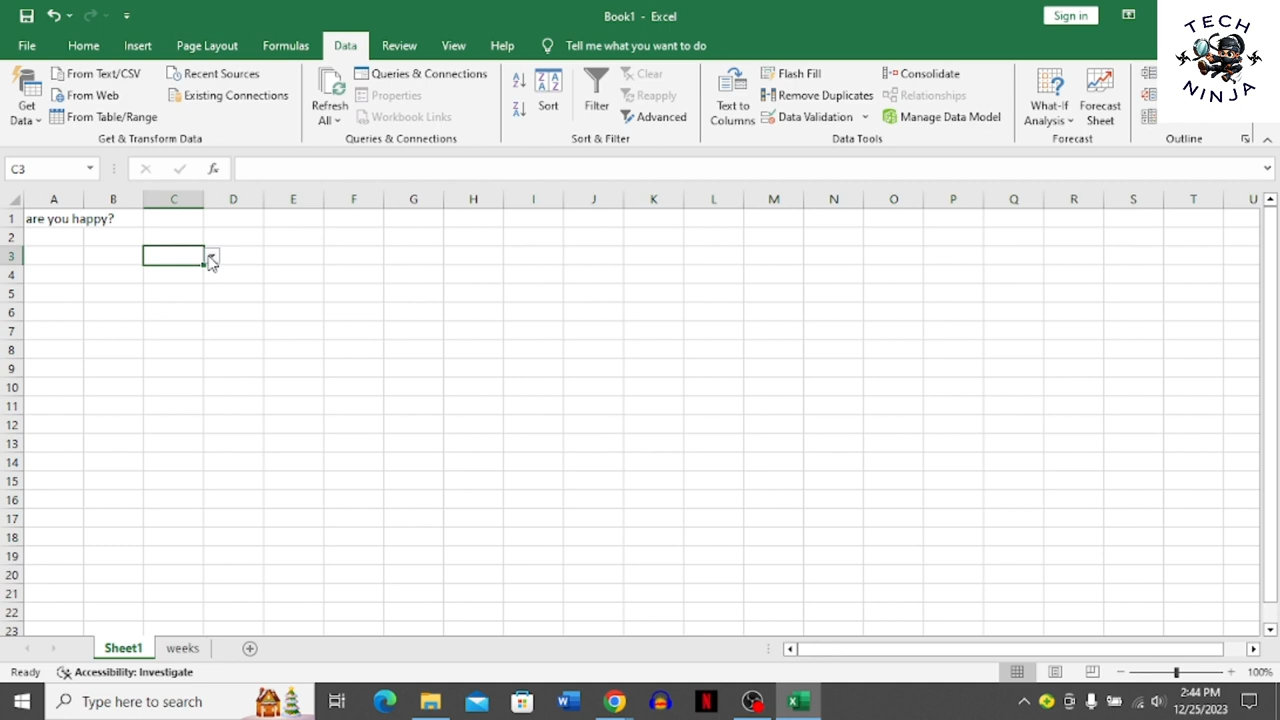 Book1 - Excel
Sign in
TECH
NINJA
File Home Insert Page Layout Formulas Data Review View Help Tell me what you want to do
Get Data
From Text/CSV
From Web
From Table/Range
Recent Sources
Existing Connections
Get & Transform Data
Refresh All
Queries & Connections
Properties
Workbook Links
Queries & Connections
Sort
Filter
Clear
Reapply
Advanced
Sort & Filter
Text to Columns
Flash Fill
Remove Duplicates
Data Validation
Consolidate
Relationships
Manage Data Model
Data Tools
What-If Analysis
Forecast Sheet
Forecast
Outline
C3
fx
A B C D E F G H I J K L M N O P Q R S T U
1 are you happy?
2
3
4
5
6
7
8
9
10
11
12
13
14
15
16
17
18
19
20
21
22
23
Sheet1 weeks
Ready Accessibility: Investigate
100%
Type here to search
2:44 PM
12/25/2023